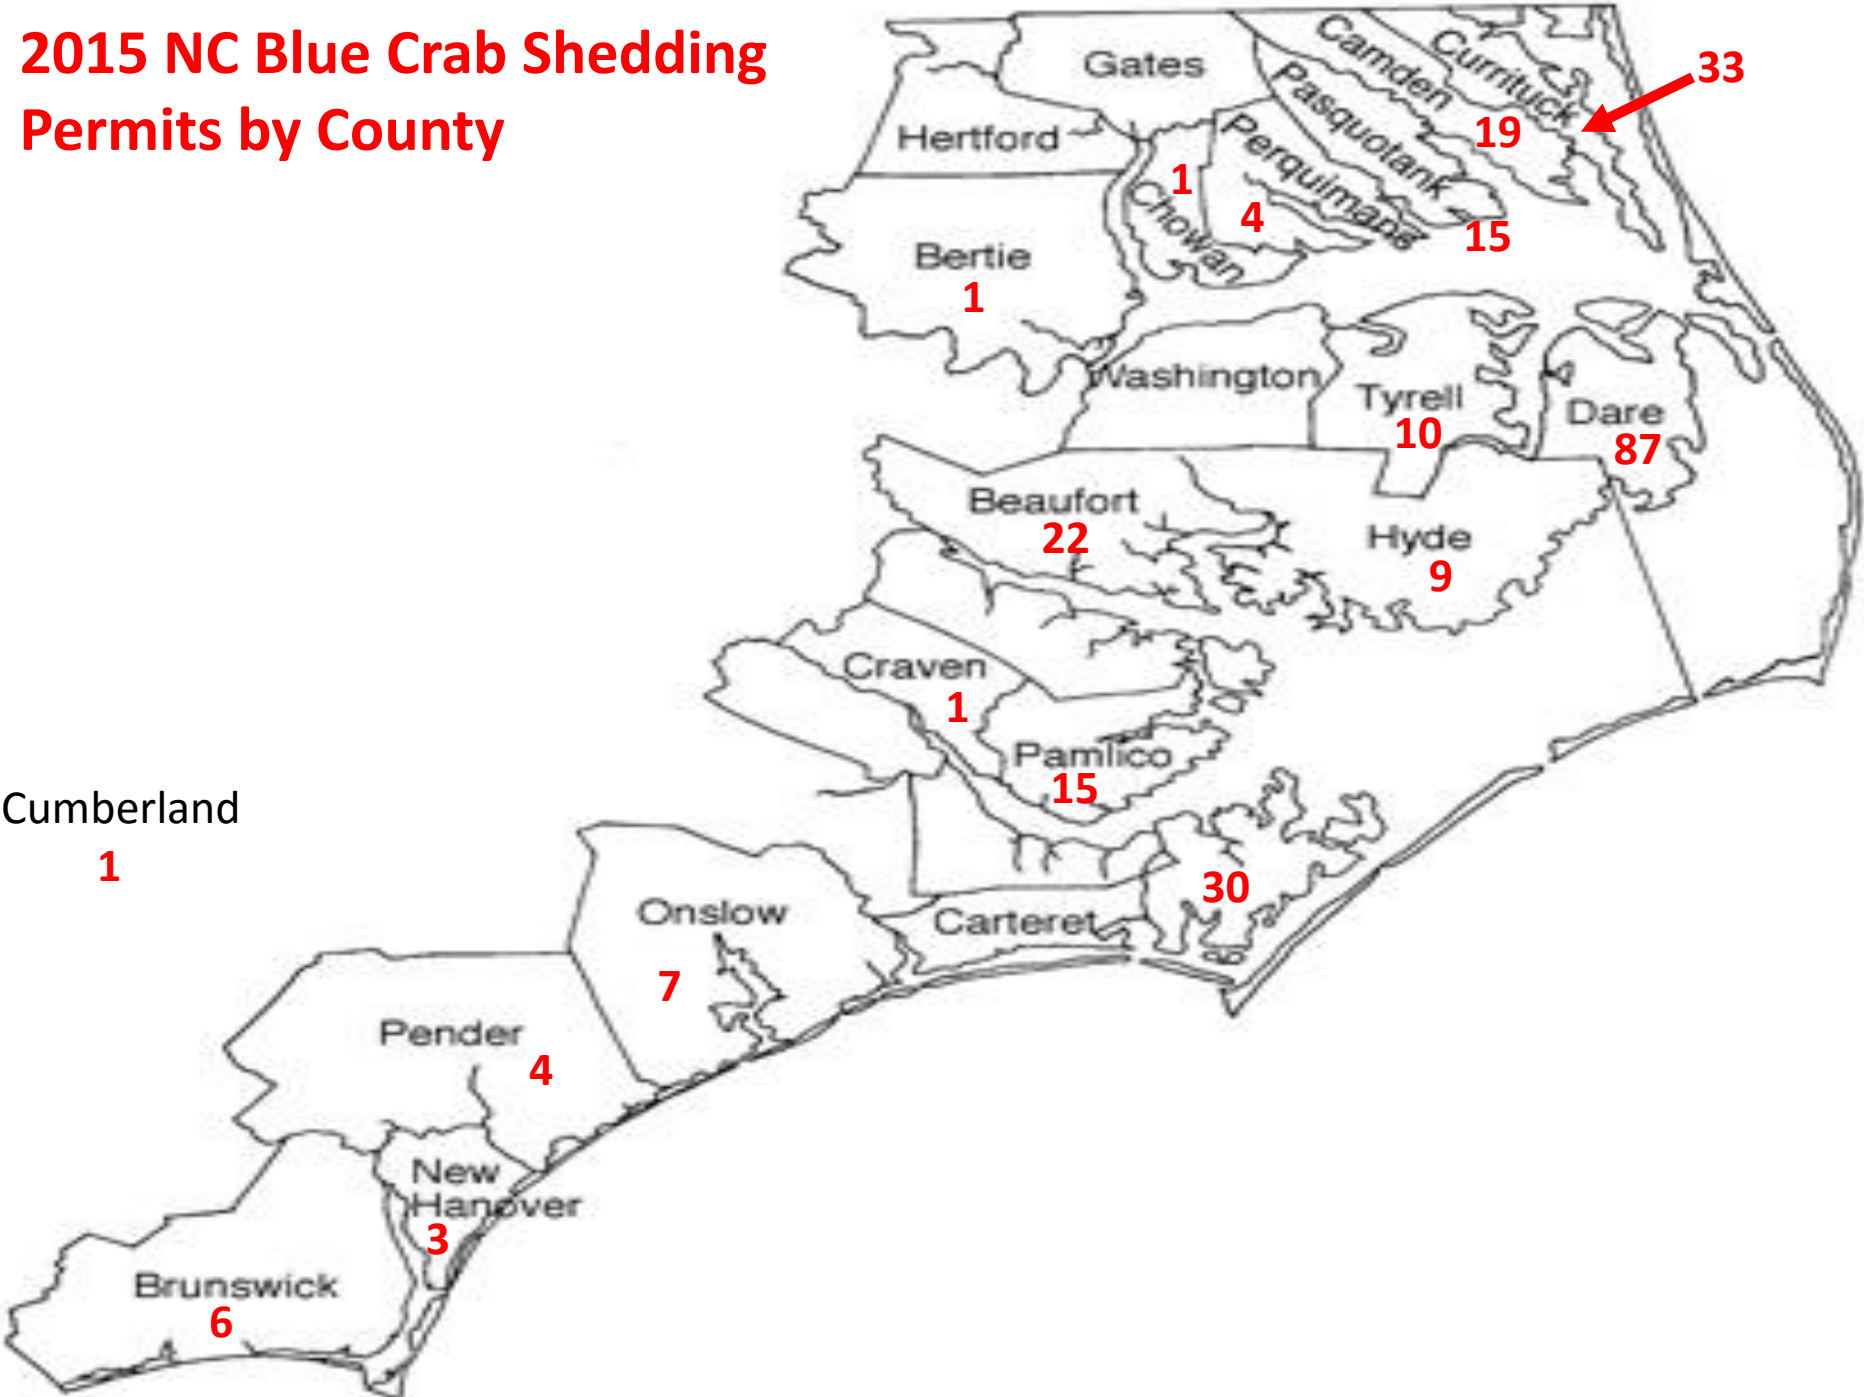 2015 NC Blue Crab Shedding
Permits by County
Gates
Camden
Currituck
33
Hertford
Pasquotank
19
Perquimans
1
Chowan
4
15
Bertie
1
Washington
Tyrell
10
Dare
87
Beaufort
22
Hyde
9
Craven
1
Pamlico
15
Cumberland
1
30
Onslow
Carteret
7
Pender
4
New
Hanover
3
Brunswick
6